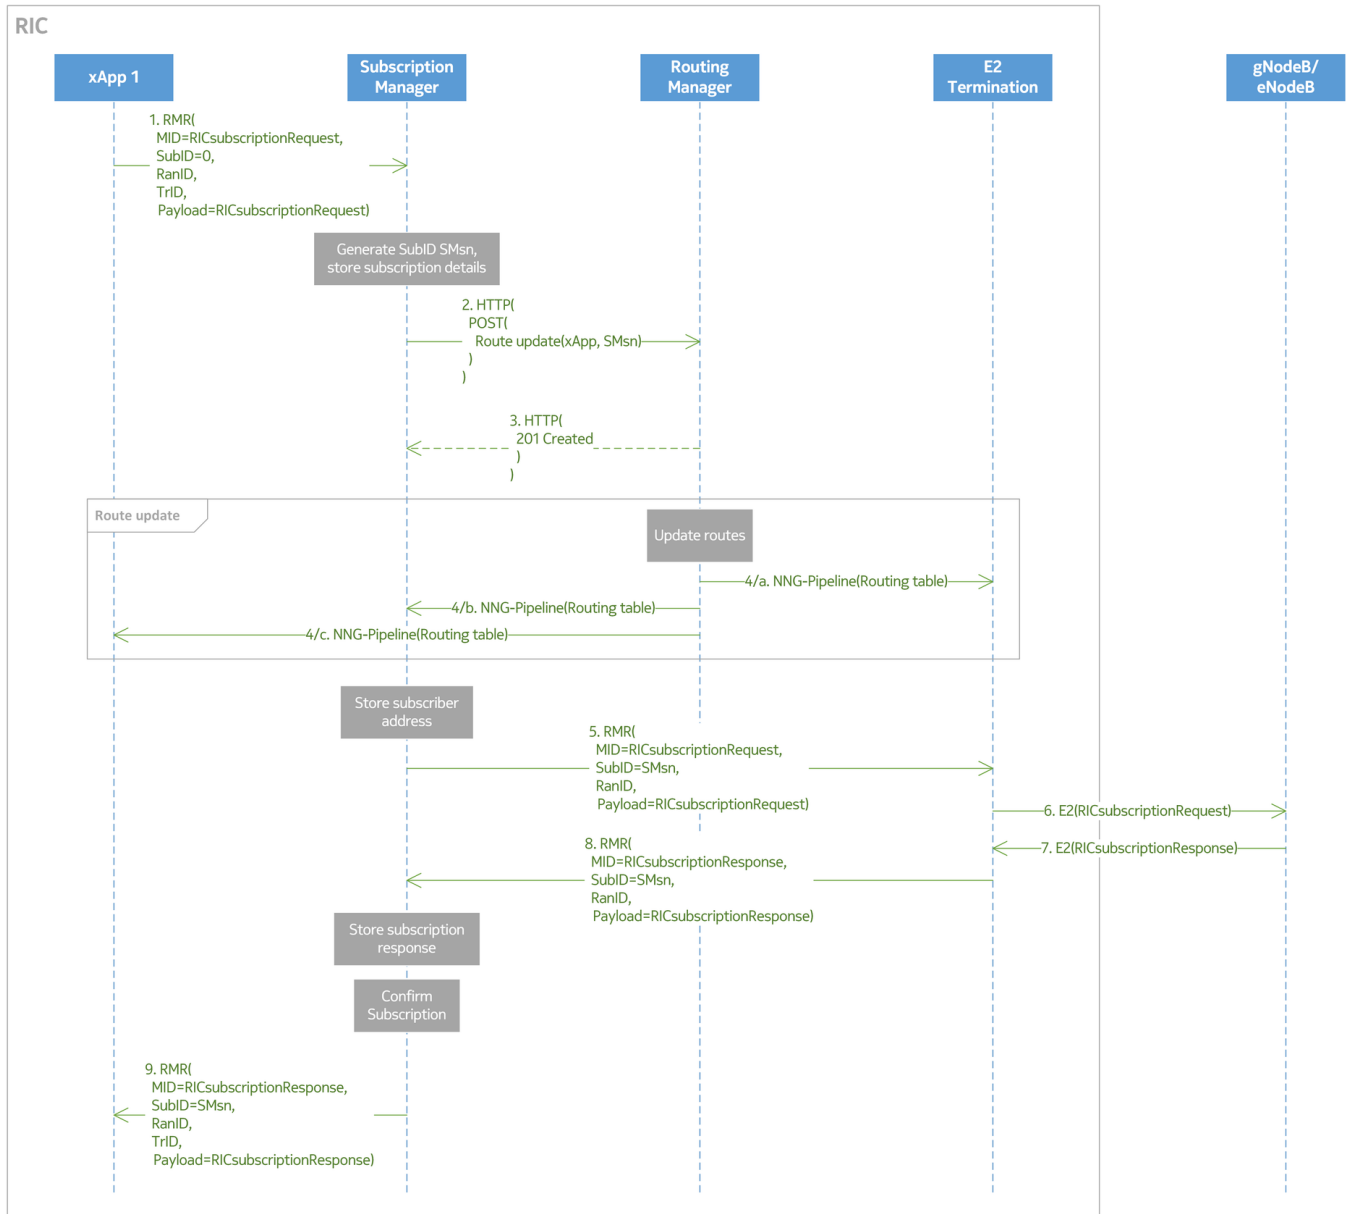 RIC
xApp 1
Subscription
Manager
Routing
Manager
E2
Termination
gNodeB/
eNodeB
1. RMR(
MID=RICsubscriptionRequest,
SubID=0,
RanID,
TrID,
Payload=RICsubscriptionRequest)
Generate SubID SMsn,
store subscription details
2. HTTP(
POST(
Route update(xApp, SMsn)
)
)
3. HTTP(
201 Created
)
)
Route update
Update routes
4/a. NNG-Pipeline(Routing table)
4/b. NNG-Pipeline(Routing table)
4/c. NNG-Pipeline(Routing table)
Store subscriber
address
5. RMR(
MID=RICsubscriptionRequest,
SubID=SMsn,
RanID,
Payload=RICsubscriptionRequest)
6. E2(RICsubscriptionRequest)
7. E2(RICsubscriptionResponse)
8. RMR(
MID=RICsubscriptionResponse,
SubID=SMsn,
RanID,
Payload=RICsubscriptionResponse)
Store subscription
response
Confirm
Subscription
9. RMR(
MID=RICsubscriptionResponse,
SubID=SMsn,
RanID,
TrID,
Payload=RICsubscriptionResponse)